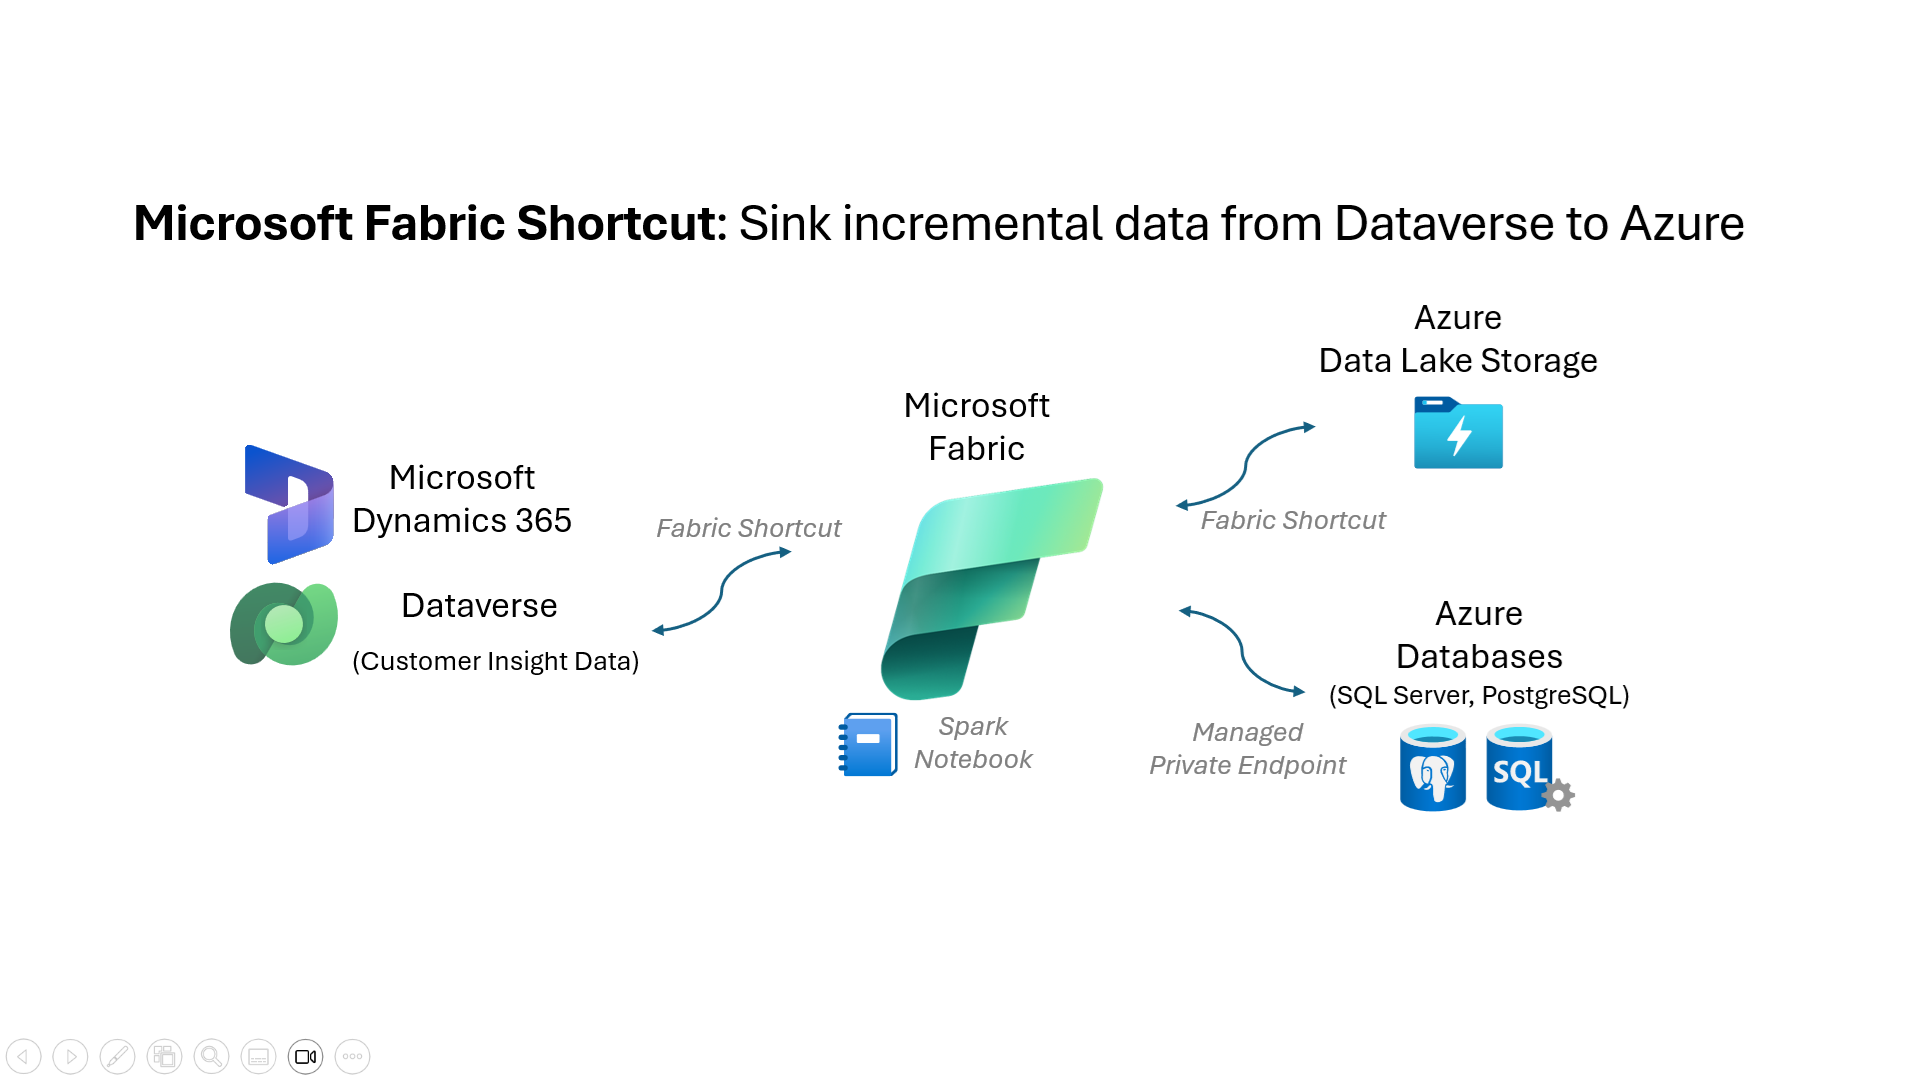 Microsoft Fabric Shortcut: Sink incremental data from Dataverse to Azure
Microsoft
Dynamics 365
Dataverse
(Customer Insight Data)
Fabric Shortcut
Microsoft
Fabric
Spark
Notebook
Azure
Data Lake Storage
Fabric Shortcut
Azure
Databases
(SQL Server, PostgreSQL)
Managed
Private Endpoint
SQL